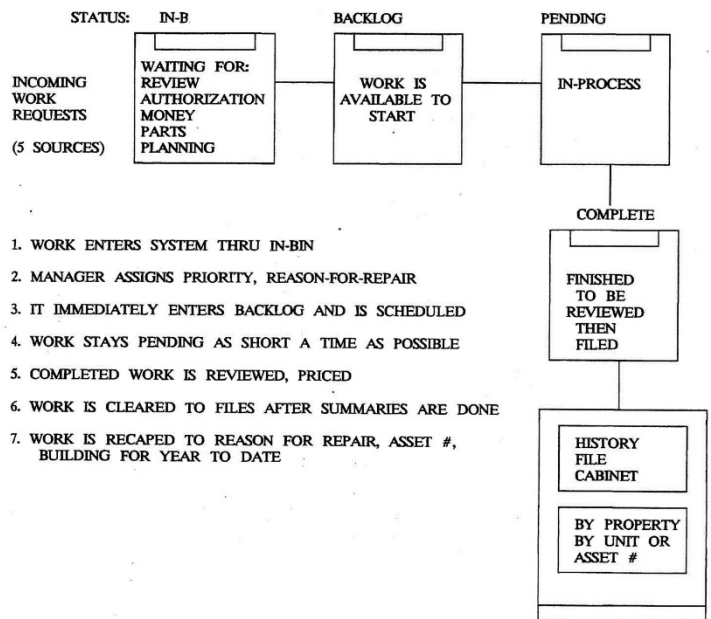 STATUS: IN-B BACKLOG PENDING
INCOMING
WORK
REQUESTS
(5 SOURCES)
WAITING FOR:
REVIEW
AUTHORIZATION
MONEY
PARTS
PLANNING
WORK IS
AVAILABLE TO
START
IN-PROCESS
COMPLETE
FINISHED
TO BE
REVIEWED
THEN
FILED
1. WORK ENTERS SYSTEM THRU IN-BIN
2. MANAGER ASSIGNS PRIORITY, REASON-FOR-REPAIR
3. IT IMMEDIATELY ENTERS BACKLOG AND IS SCHEDULED
4. WORK STAYS PENDING AS SHORT A TIME AS POSSIBLE
5. COMPLETED WORK IS REVIEWED, PRICED
6. WORK IS CLEARED TO FILES AFTER SUMMARIES ARE DONE
7. WORK IS RECAPED TO REASON FOR REPAIR, ASSET #,
BUILDING FOR YEAR TO DATE
HISTORY
FILE
CABINET
BY PROPERTY
BY UNIT OR
ASSET #